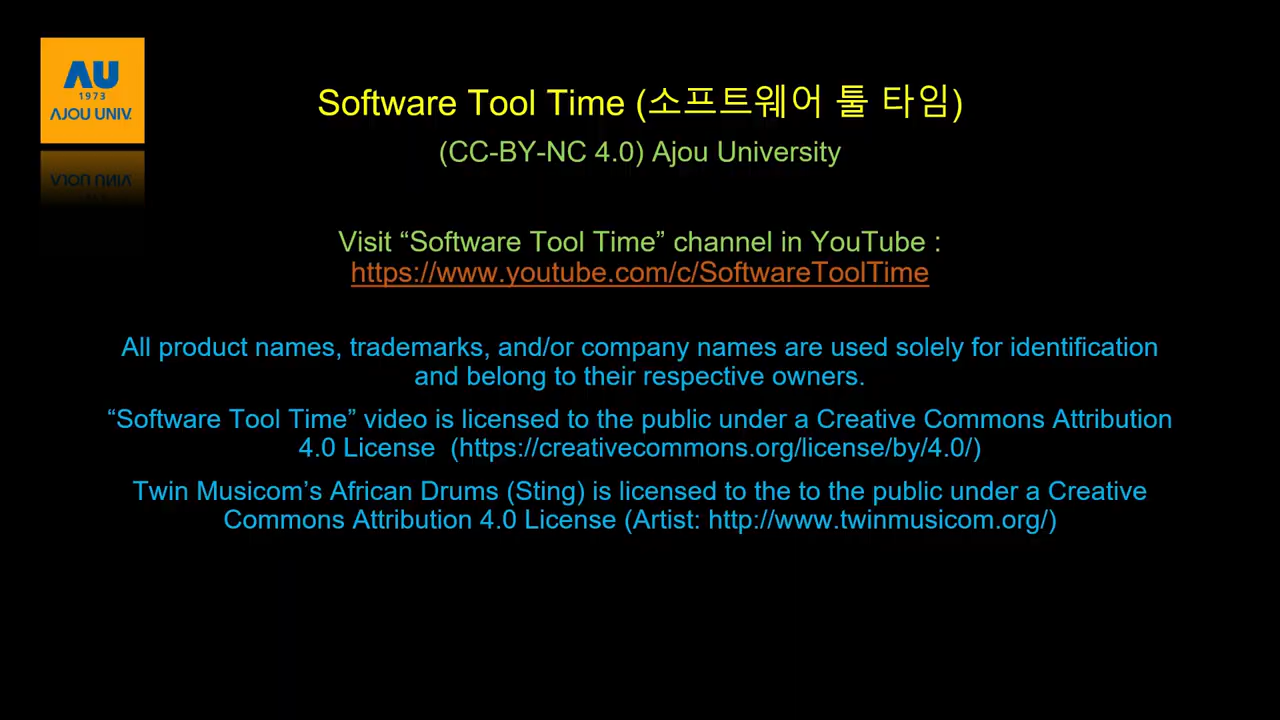 AU
1973
AJOU UNIV.
Software Tool Time (소프트웨어 툴 타임)
(CC-BY-NC 4.0) Ajou University
Visit “Software Tool Time” channel in YouTube :
https://www.youtube.com/c/SoftwareToolTime
All product names, trademarks, and/or company names are used solely for identification
and belong to their respective owners.
“Software Tool Time” video is licensed to the public under a Creative Commons Attribution
4.0 License  (https://creativecommons.org/license/by/4.0/)
Twin Musicom’s African Drums (Sting) is licensed to the to the public under a Creative
Commons Attribution 4.0 License (Artist: http://www.twinmusicom.org/)